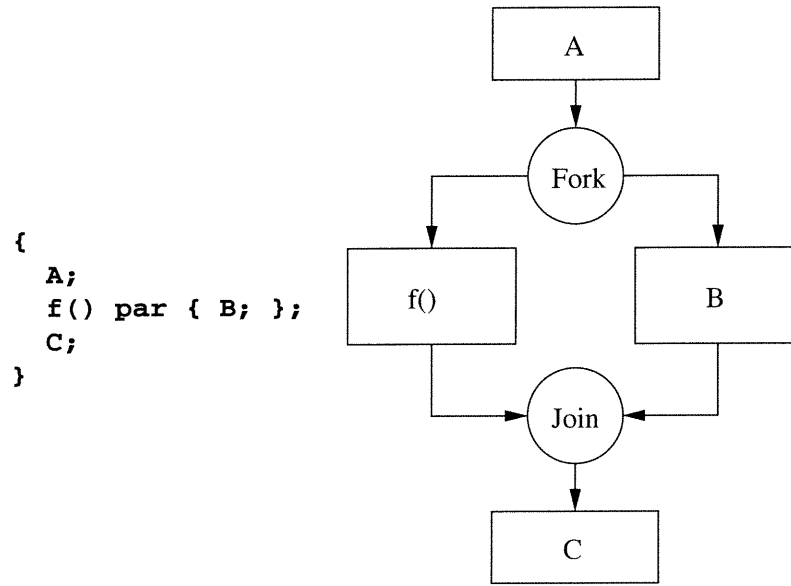 {
A;
f() par { B; };
C;
}
A
Fork
f()
B
Join
C